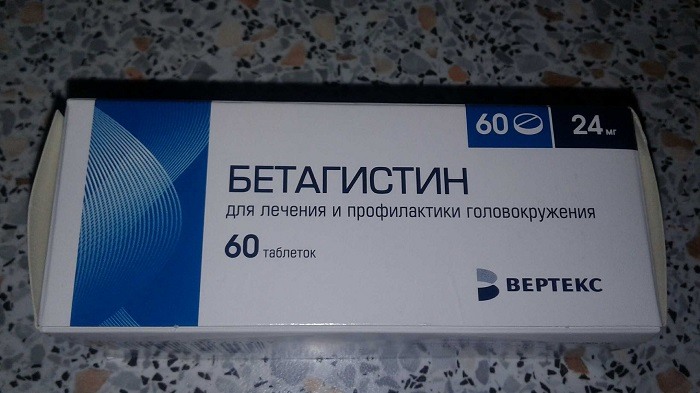 60 24 мг
БЕТАГИСТИН
для лечения и профилактики головокружения
60 таблеток
ВЕРТЕКС